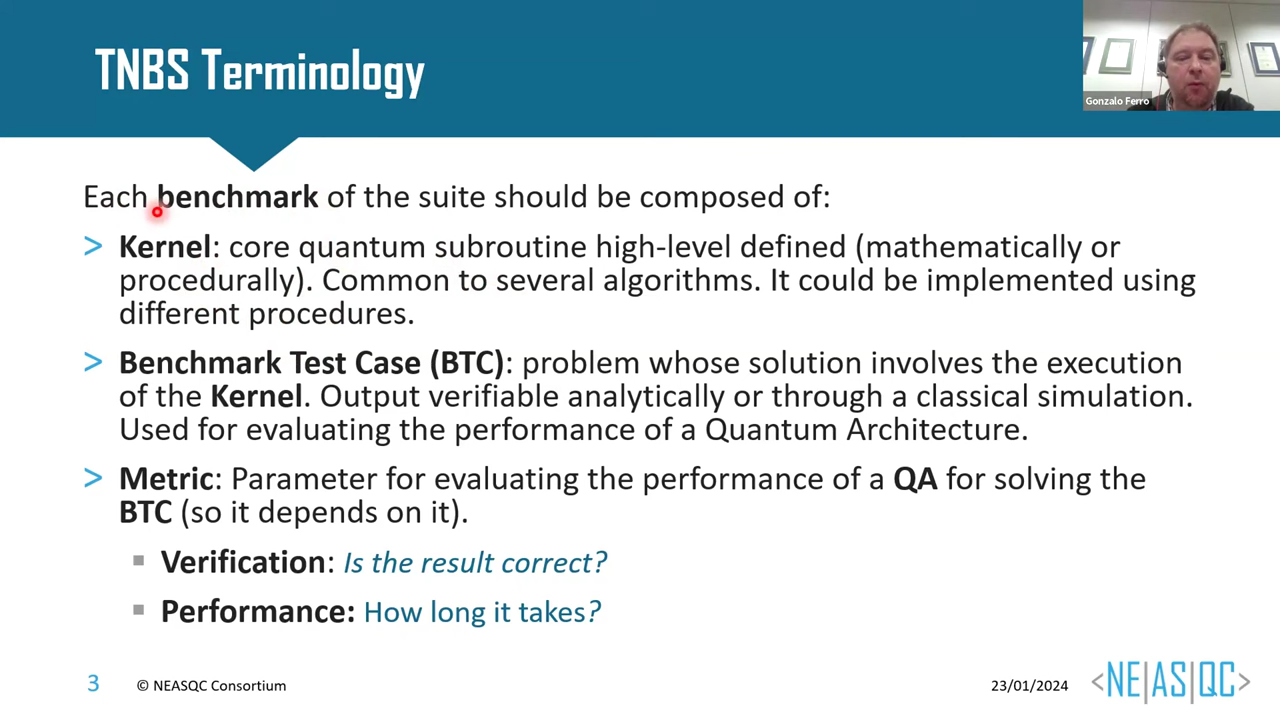 TNBS Terminology
Gonzalo Ferro
Each benchmark of the suite should be composed of:
> Kernel: core quantum subroutine high-level defined (mathematically or
procedurally). Common to several algorithms. It could be implemented using
different procedures.
> Benchmark Test Case (BTC): problem whose solution involves the execution
of the Kernel. Output verifiable analytically or through a classical simulation.
Used for evaluating the performance of a Quantum Architecture.
> Metric: Parameter for evaluating the performance of a QA for solving the
BTC (so it depends on it).
▪ Verification: Is the result correct?
▪ Performance: How long it takes?
3
© NEASQC Consortium
23/01/2024
<NE|AS|QC>